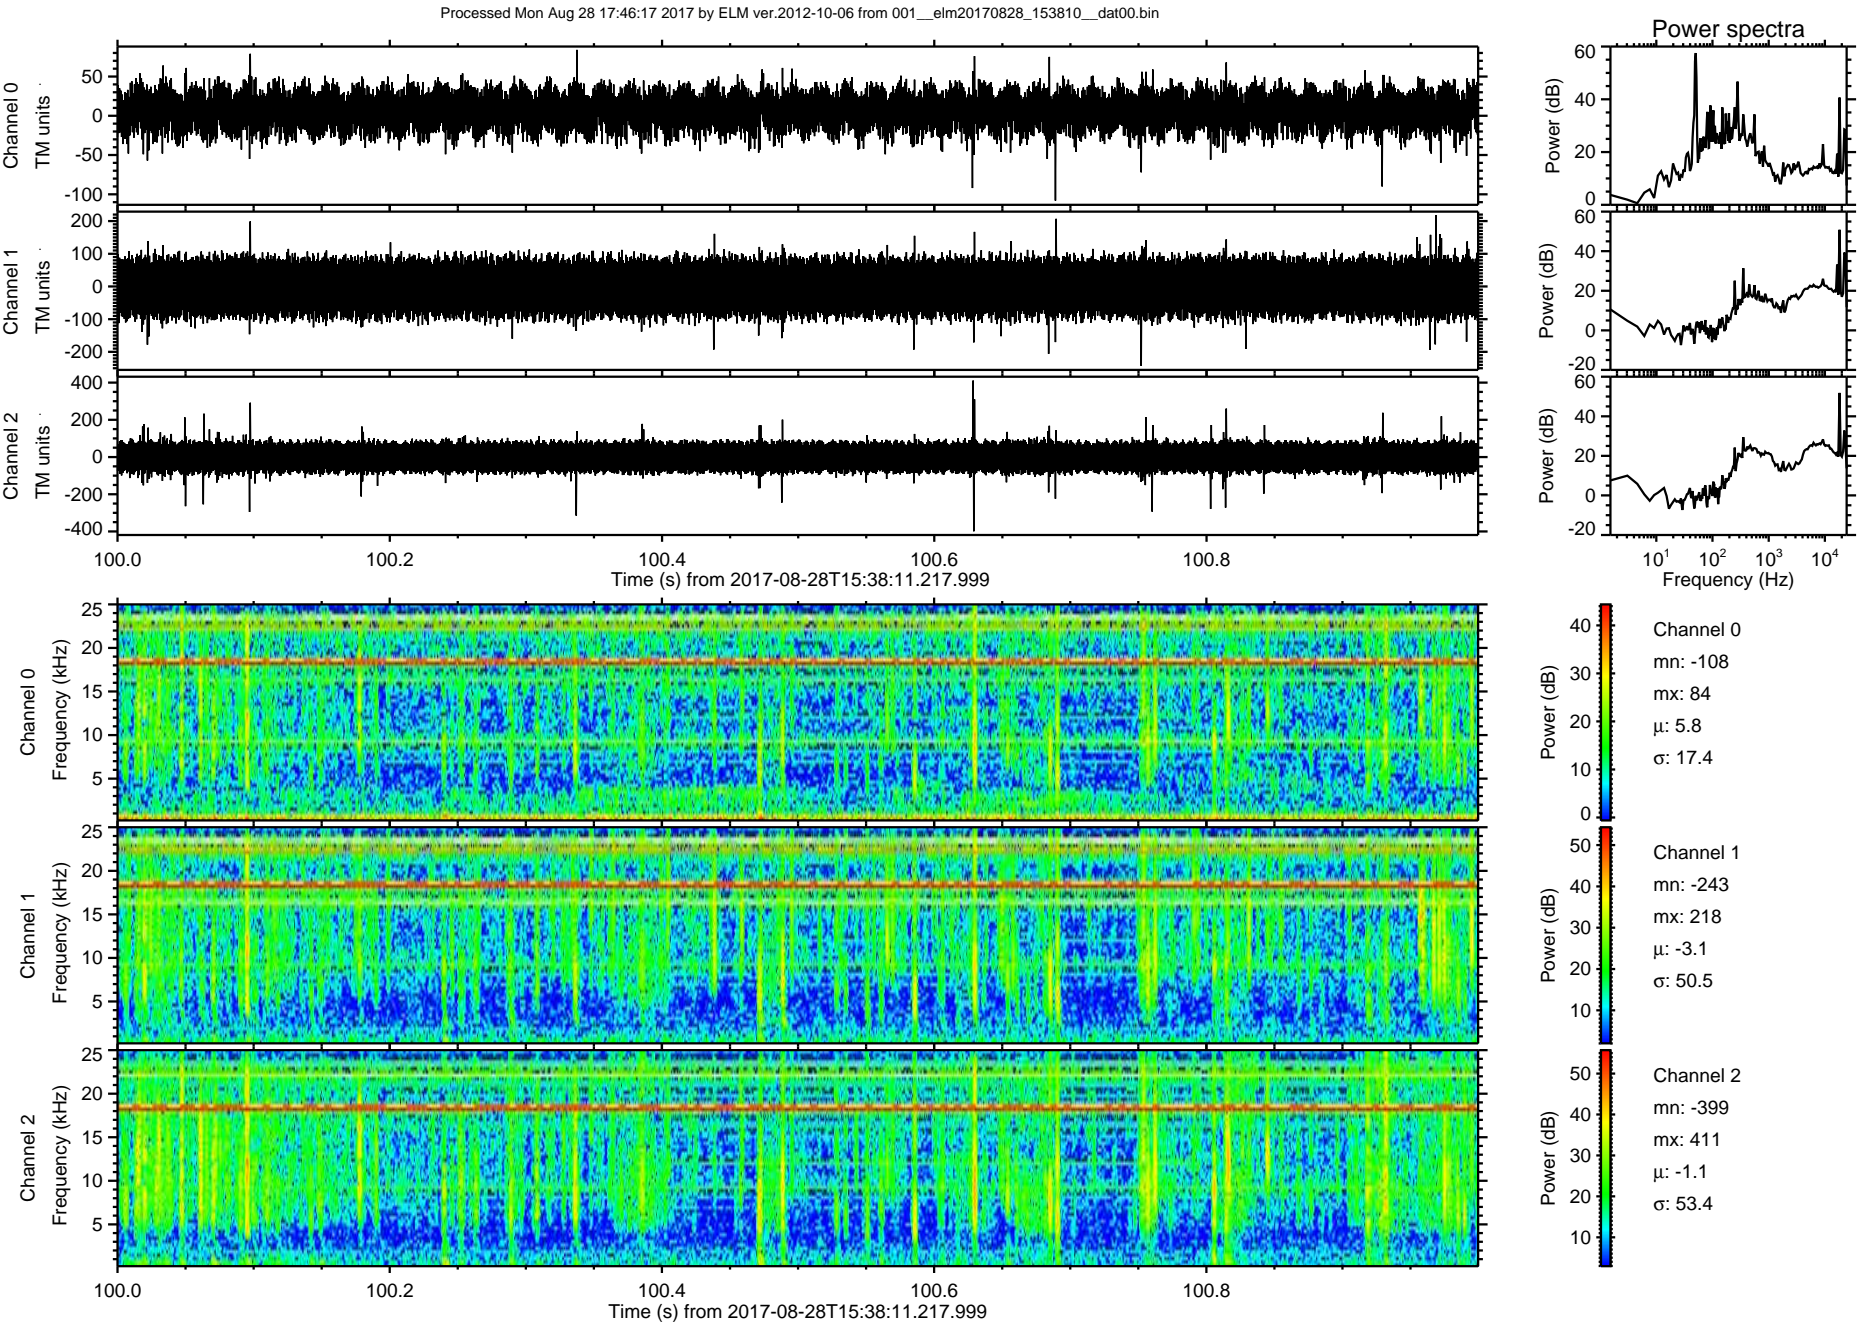 Processed Mon Aug 28 17:46:17 2017 by ELM ver.2012-10-06 from 001__elm20170828_153810__dat00.bin
Power spectra
Channel 0
TM units
50
0
-50
-100
Channel 1
TM units
200
100
0
-100
-200
Channel 2
TM units
400
200
0
-200
-400
100.0 100.2 100.4 100.6 100.8
Time (s) from 2017-08-28T15:38:11.217.999
Power (dB)
60
40
20
0
Power (dB)
60
40
20
0
-20
Power (dB)
60
40
20
0
-20
10^1 10^2 10^3 10^4
Frequency (Hz)
Channel 0
Frequency (kHz)
25
20
15
10
5
Power (dB)
40
30
20
10
0
Channel 0
mn: -108
mx: 84
μ: 5.8
σ: 17.4
Channel 1
Frequency (kHz)
25
20
15
10
5
Power (dB)
50
40
30
20
10
Channel 1
mn: -243
mx: 218
μ: -3.1
σ: 50.5
Channel 2
Frequency (kHz)
25
20
15
10
5
Power (dB)
50
40
30
20
10
Channel 2
mn: -399
mx: 411
μ: -1.1
σ: 53.4
100.0 100.2 100.4 100.6 100.8
Time (s) from 2017-08-28T15:38:11.217.999